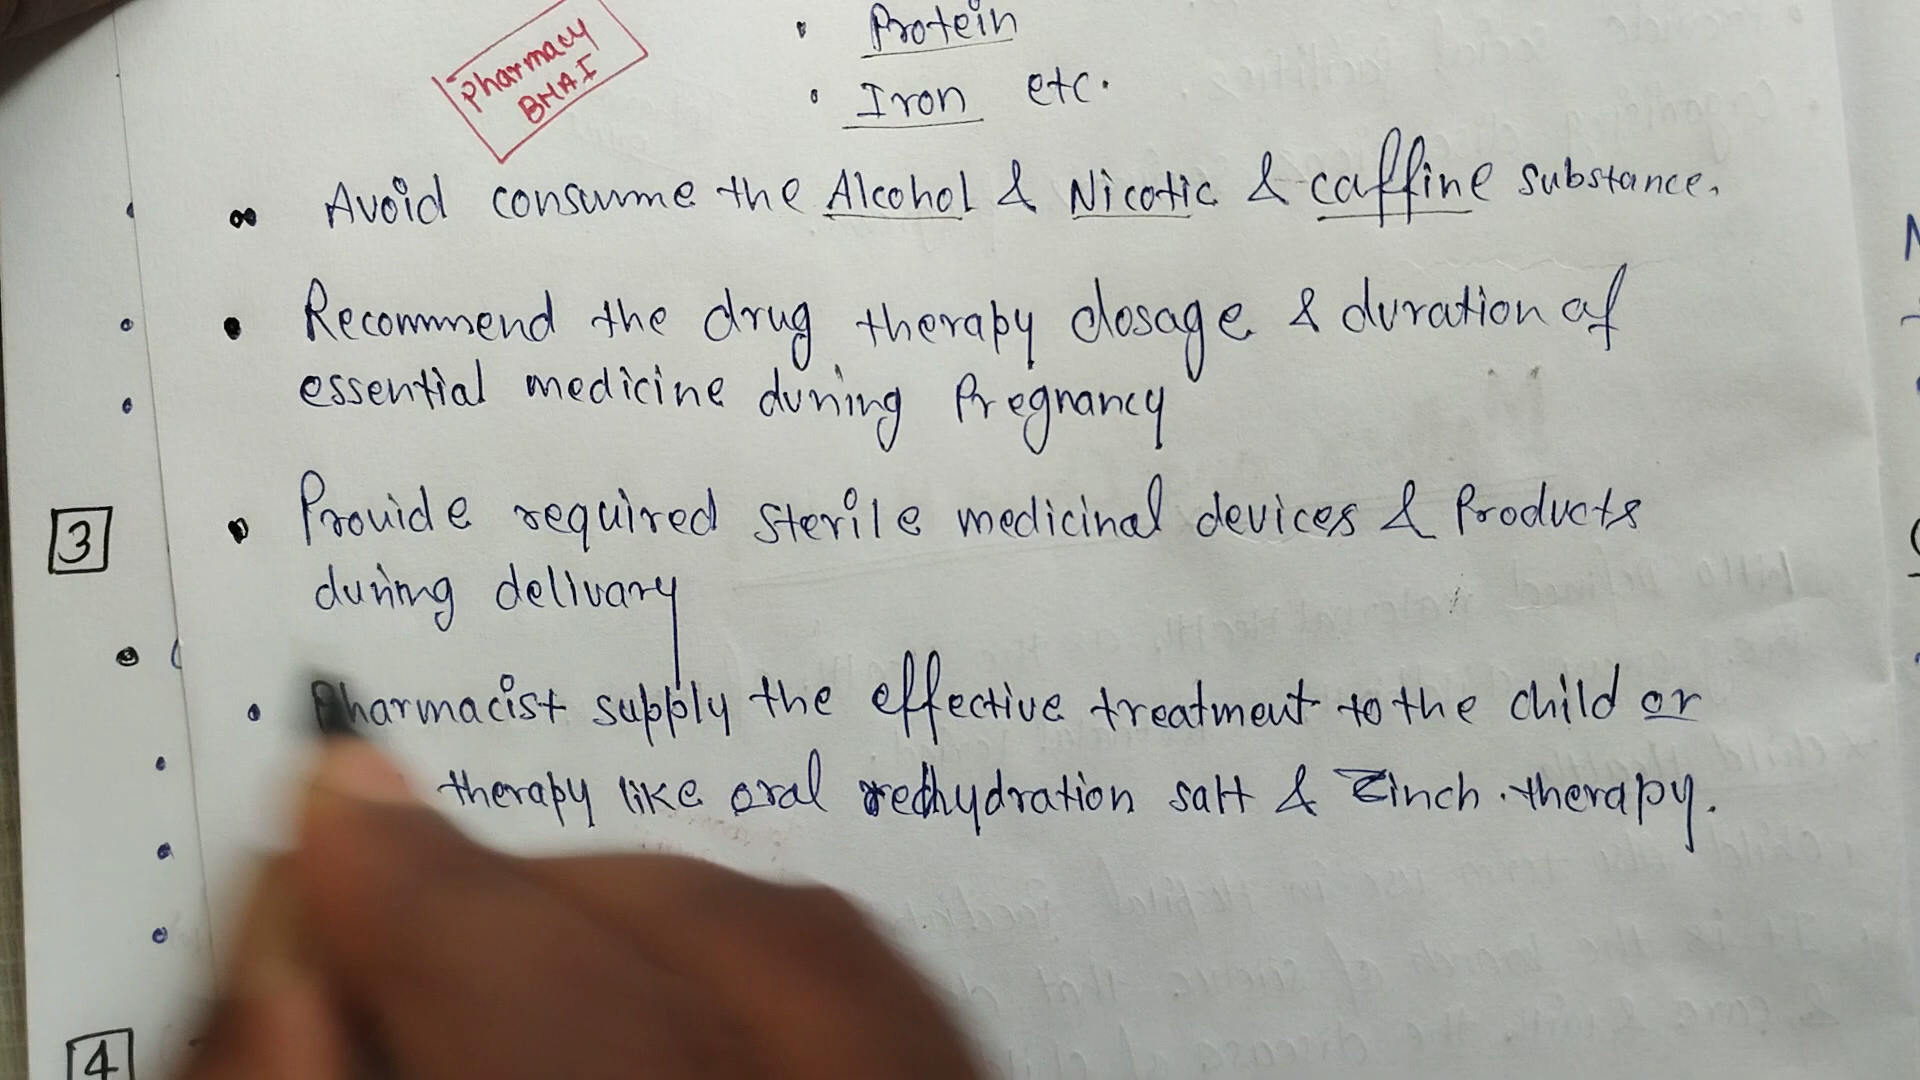 Pharmacy
BHAI
• Protein
• Iron etc.
Avoid consume the Alcohol & Nicotic & caffine substance.
• Recommend the drug therapy dosage & duration of
essential medicine during Pregnancy
• Provide required sterile medicinal devices & Products
3
during delivary
• Pharmacist supply the effective treatment to the child or
therapy like oral redhydration salt & Zinch therapy.
4